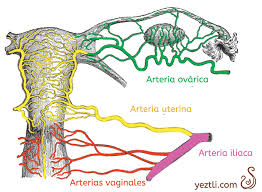 Arteria ovárica
Arteria uterina
Arteria iliaca
Arterias vaginales
yeztli.com